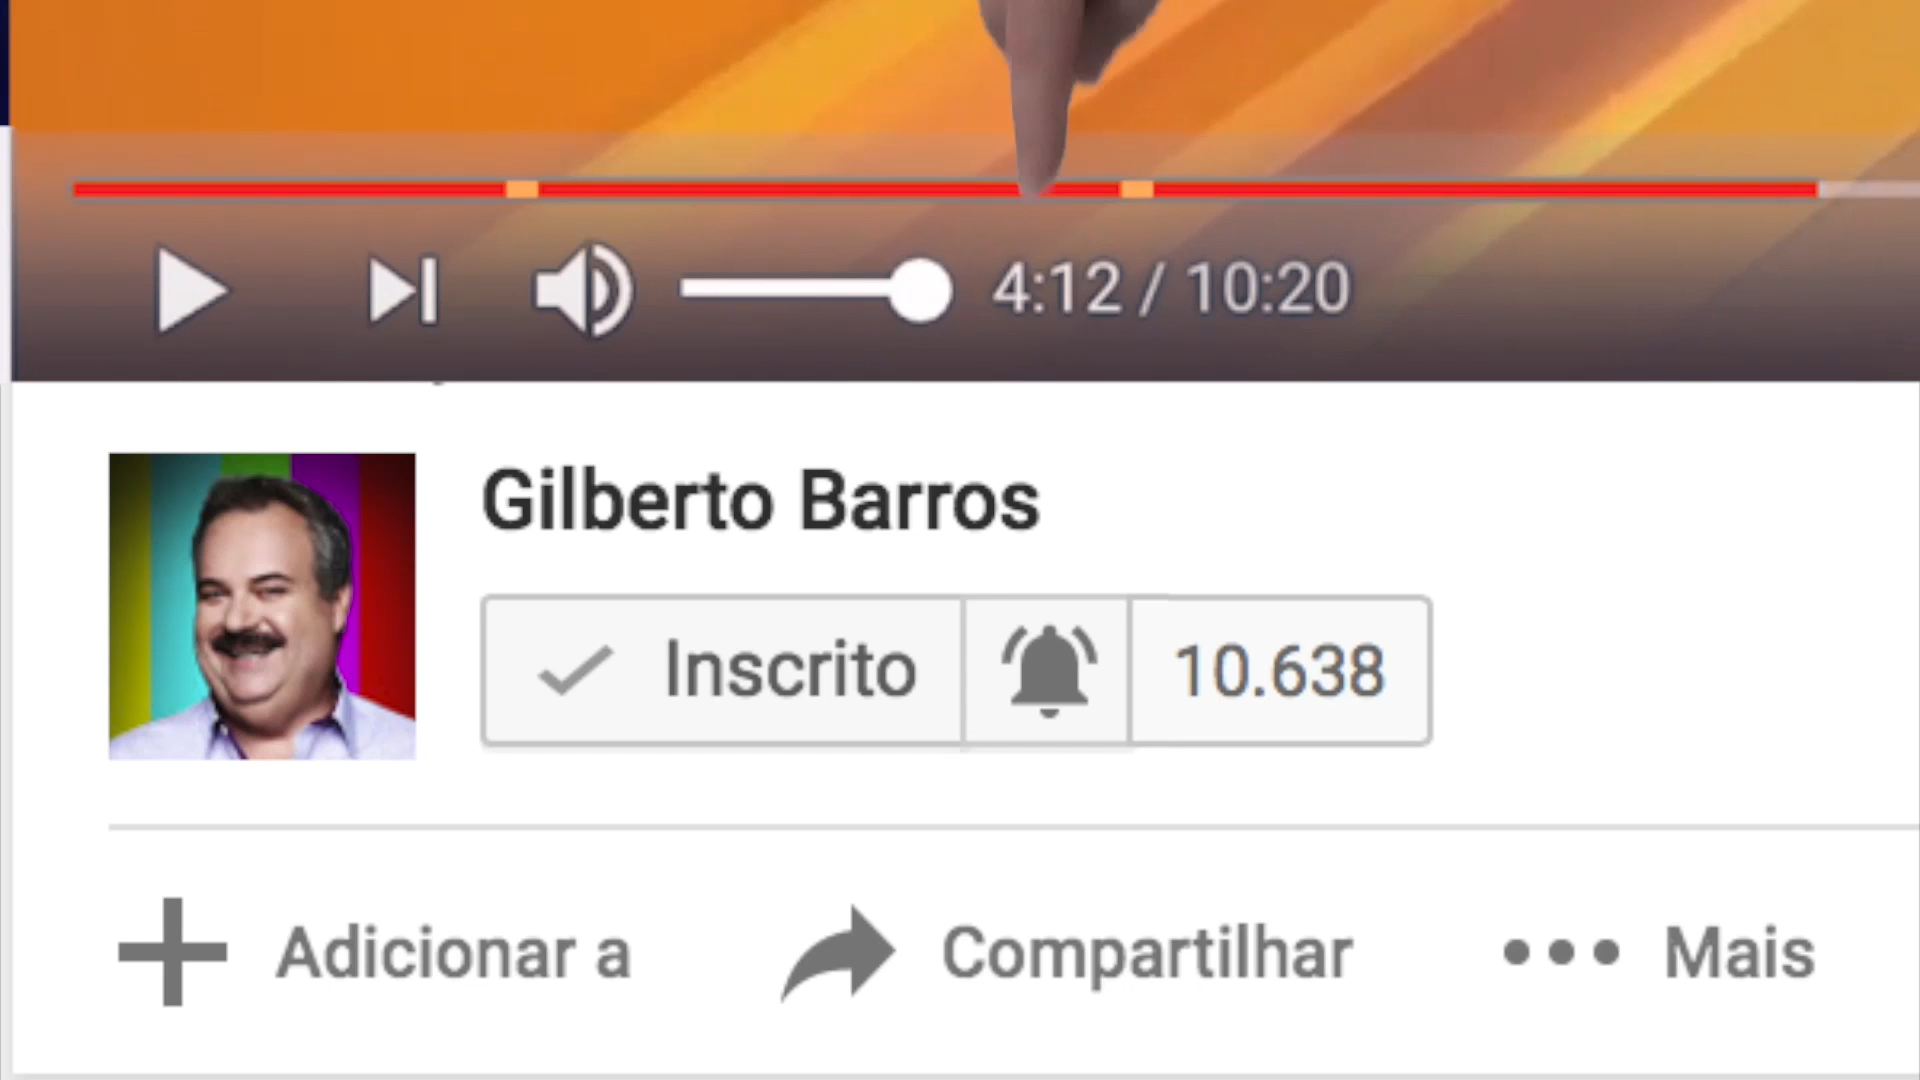 4:12 / 10:20
Gilberto Barros
Inscrito 10.638
Adicionar a Compartilhar Mais